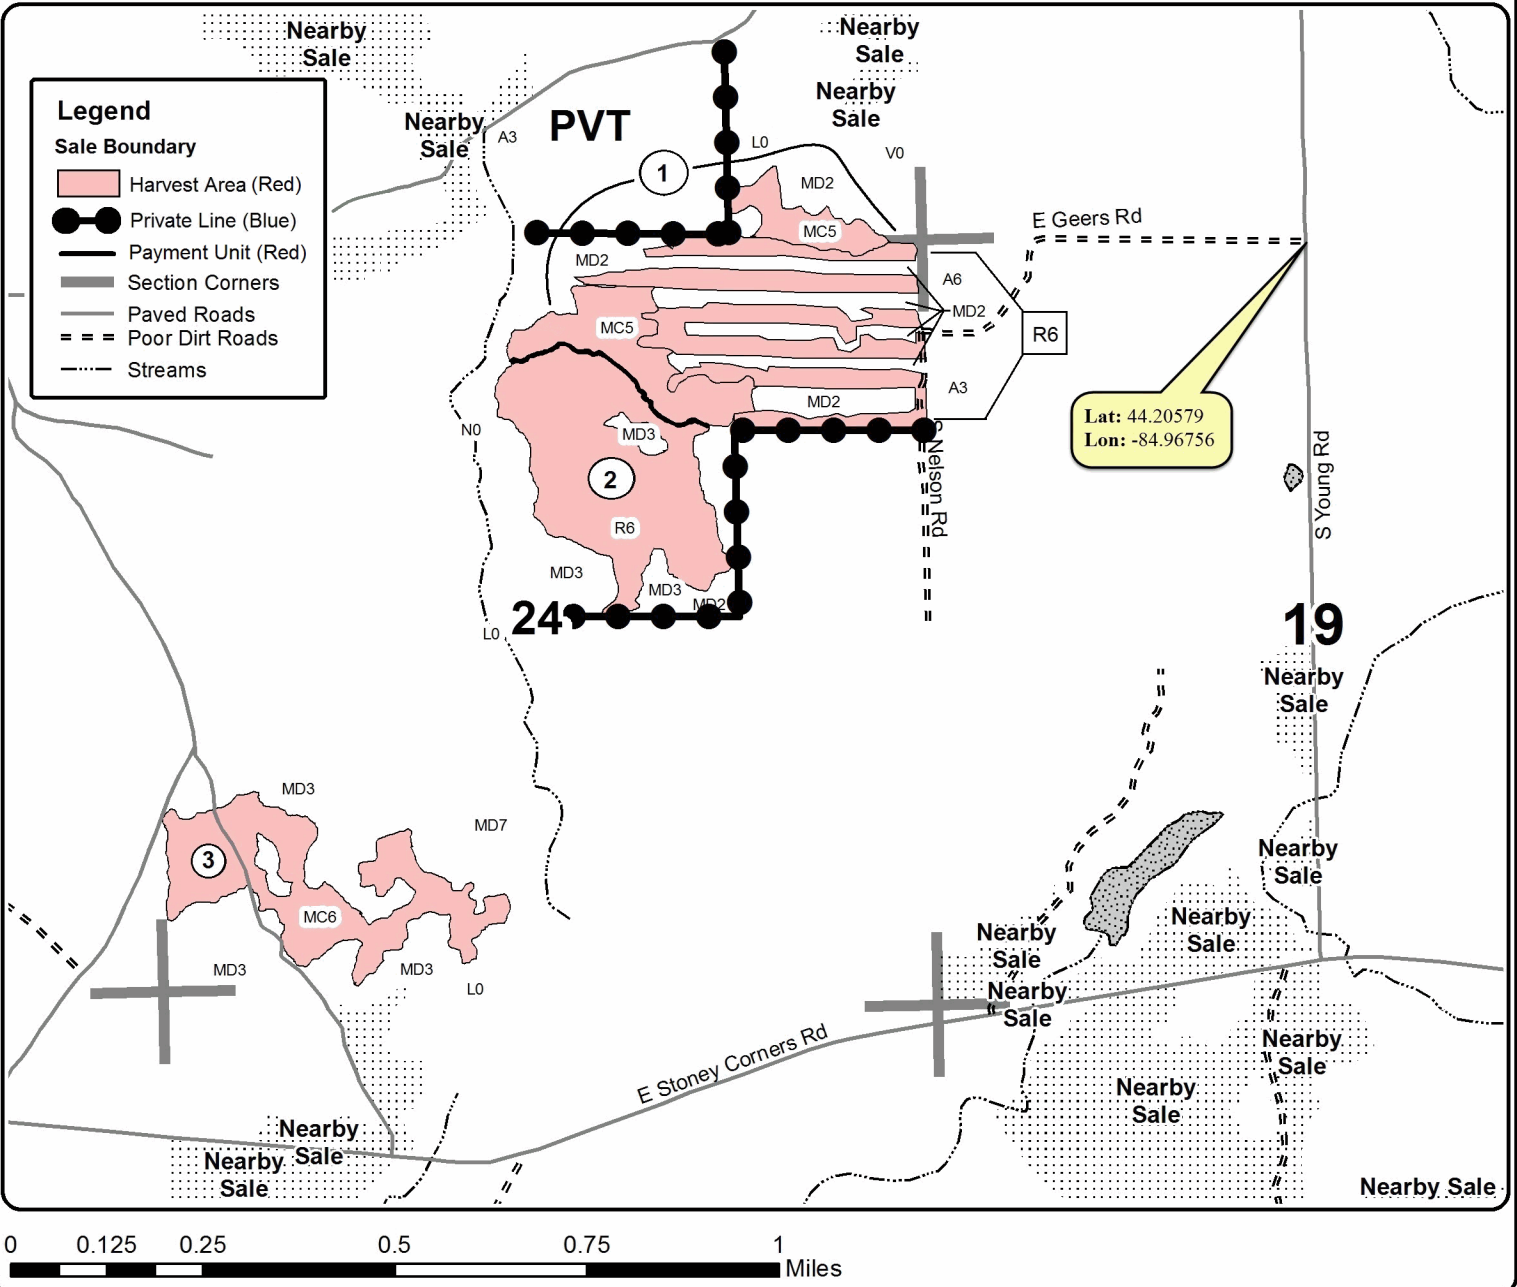 Nearby
Sale
Nearby
Sale
Nearby
Sale
Nearby
Sale
Legend
Sale Boundary
Harvest Area (Red)
Private Line (Blue)
Payment Unit (Red)
Section Corners
Paved Roads
Poor Dirt Roads
Streams
A3
PVT
L0
V0
1
MD2
MC5
E Geers Rd
MD2
A6
MD2
MC5
R6
A3
MD2
Lat: 44.20579
Lon: -84.96756
N0
MD3
S Nelson Rd
S Young Rd
2
R6
MD3
MD3
MD2
24
L0
19
Nearby
Sale
MD3
MD7
3
Nearby
Sale
MC6
Nearby
Sale
Nearby
Sale
MD3
MD3
L0
Nearby
Sale
E Stoney Corners Rd
Nearby
Sale
Nearby
Sale
Nearby
Sale
Nearby
Sale
Nearby Sale
0 0.125 0.25 0.5 0.75 1
Miles